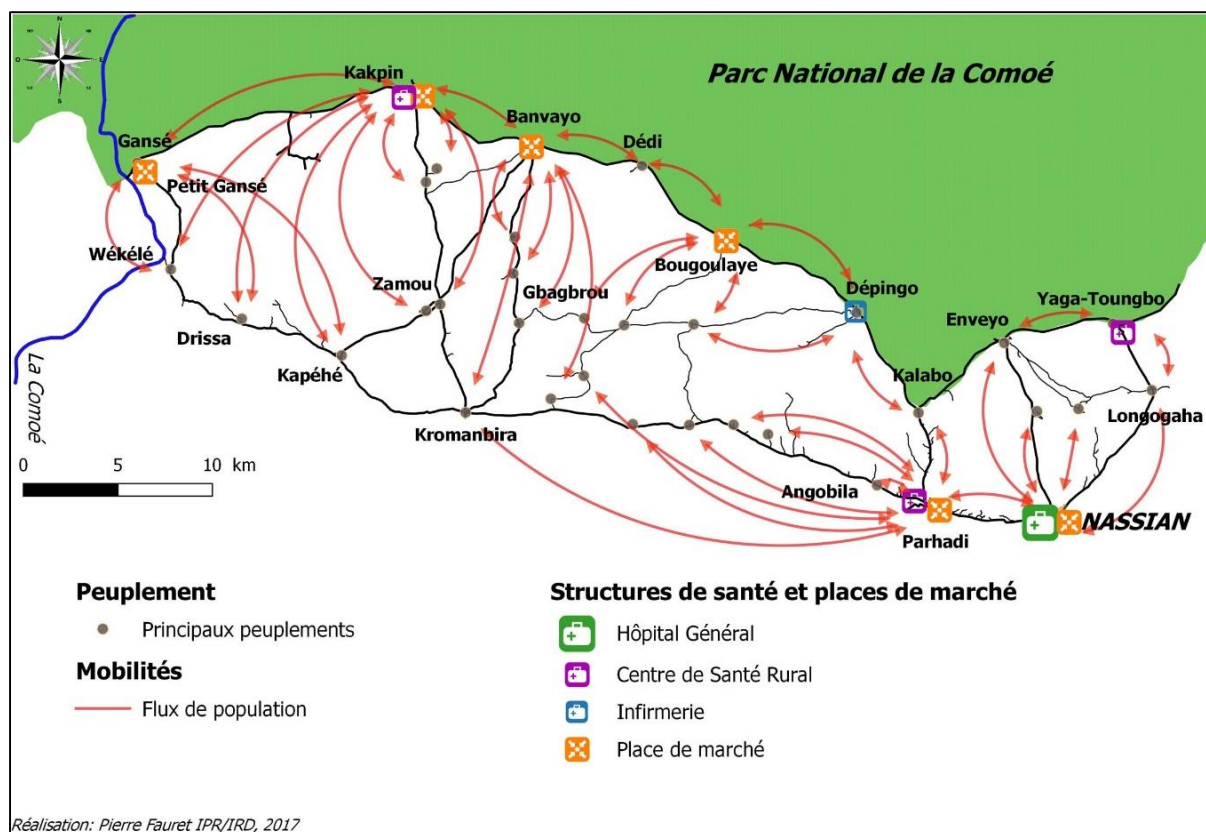 N
O
E
S
Parc National de la Comoé
Kakpin
Banvayo
Dédi
Gansé
Petit Gansé
Wékélé
Bougoulaye
Zamou
Gbagbrou
Dépingo
Yaga-Toungbo
Enveyo
Drissa
Kapéhé
Kalabo
La Comoé
Longogaha
Kromanbira
0 5 10 km
Angobila
Parhadi
NASSIAN
Peuplement
Principaux peuplements
Mobilités
Flux de population
Structures de santé et places de marché
Hôpital Général
Centre de Santé Rural
Infirmerie
Place de marché
Réalisation: Pierre Fauret IPR/IRD, 2017